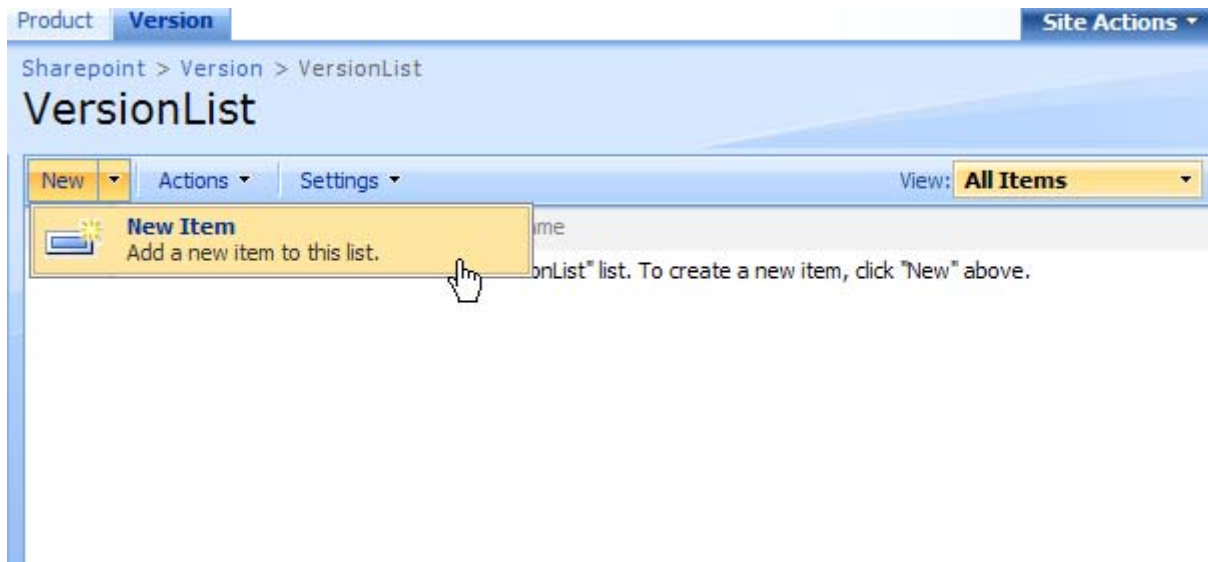 Product Version Site Actions
Sharepoint > Version > VersionList
VersionList
New Actions Settings View: All Items
New Item
Add a new item to this list.
list. To create a new item, click "New" above.